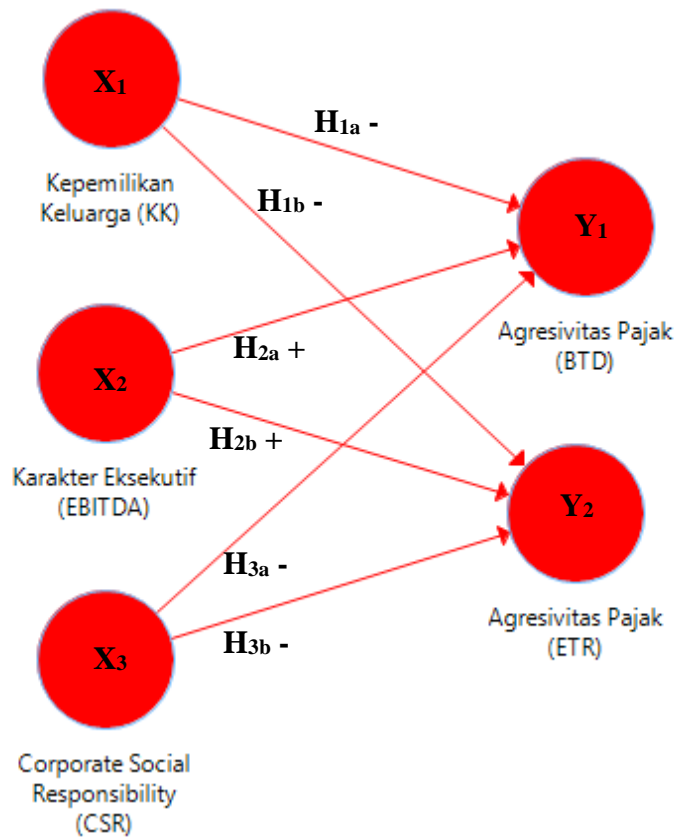 X1
H1a -
Kepemilikan
Keluarga (KK)
H1b -
Y1
Agresivitas Pajak
(BTD)
H2a +
X2
H2b +
Karakter Eksekutif
(EBITDA)
Y2
H3a -
Agresivitas Pajak
(ETR)
H3b -
X3
Corporate Social
Responsibility
(CSR)